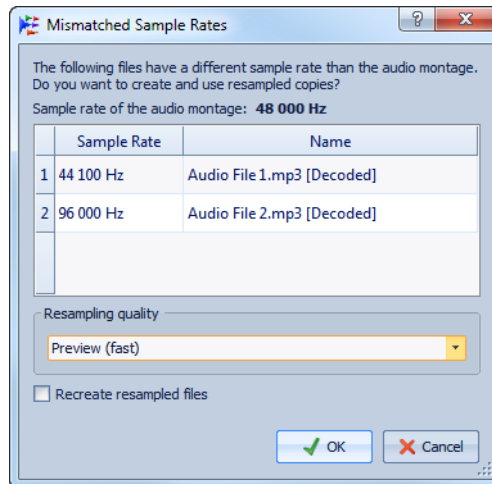 Mismatched Sample Rates
?
The following files have a different sample rate than the audio montage.
Do you want to create and use resampled copies?
Sample rate of the audio montage: 48 000 Hz
Sample Rate Name
1 44 100 Hz Audio File 1.mp3 [Decoded]
2 96 000 Hz Audio File 2.mp3 [Decoded]
Resampling quality
Preview (fast)
Recreate resampled files
OK Cancel